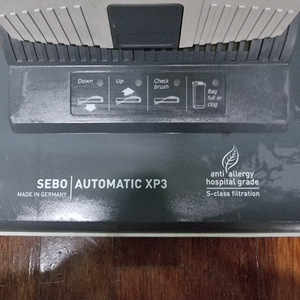 Down
Up
Check
brush
Bag
full or
clog
anti allergy
hospital grade
S-class filtration
SEBO AUTOMATIC XP3
MADE IN GERMANY